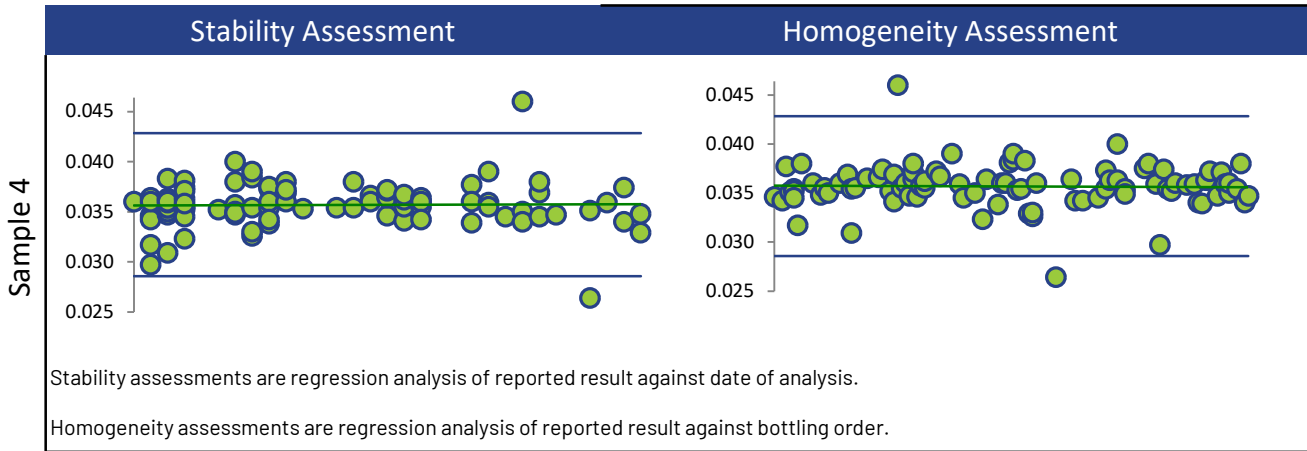 Stability Assessment
Homogeneity Assessment
Sample 4
0.045
0.040
0.035
0.030
0.025
0.045
0.040
0.035
0.030
0.025
Stability assessments are regression analysis of reported result against date of analysis.
Homogeneity assessments are regression analysis of reported result against bottling order.